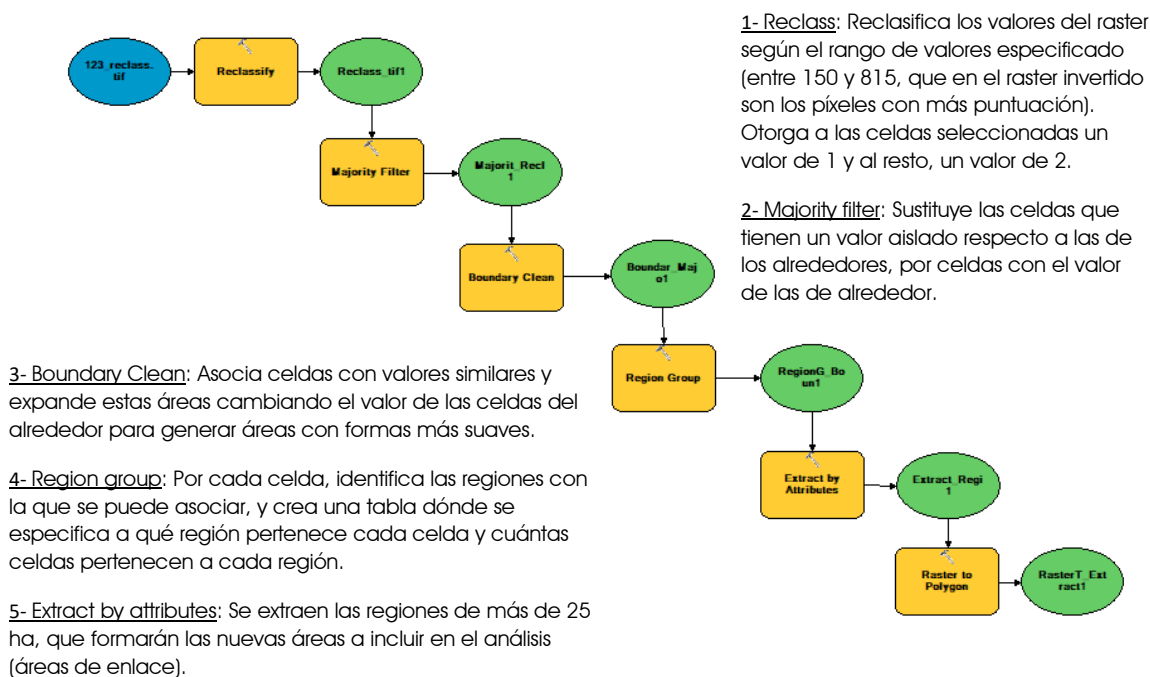 123_reclass.
tif
Reclassify
Reclass_tif1
Majority Filter
Majorit_Recl
1
Boundary Clean
Boundar_Maj
o1
Region Group
RegionG_Bo
un1
Extract by
Attributes
Extract_Regi
1
Raster to
Polygon
RasterT_Ext
ract1
1- Reclass: Reclasifica los valores del raster
según el rango de valores especificado
(entre 150 y 815, que en el raster invertido
son los píxeles con más puntuación).
Otorga a las celdas seleccionadas un
valor de 1 y al resto, un valor de 2.
2- Majority filter: Sustituye las celdas que
tienen un valor aislado respecto a las de
los alrededores, por celdas con el valor
de las de alrededor.
3- Boundary Clean: Asocia celdas con valores similares y
expande estas áreas cambiando el valor de las celdas del
alrededor para generar áreas con formas más suaves.
4- Region group: Por cada celda, identifica las regiones con
la que se puede asociar, y crea una tabla dónde se
especifica a qué región pertenece cada celda y cuántas
celdas pertenecen a cada región.
5- Extract by attributes: Se extraen las regiones de más de 25
ha, que formarán las nuevas áreas a incluir en el análisis
(áreas de enlace).